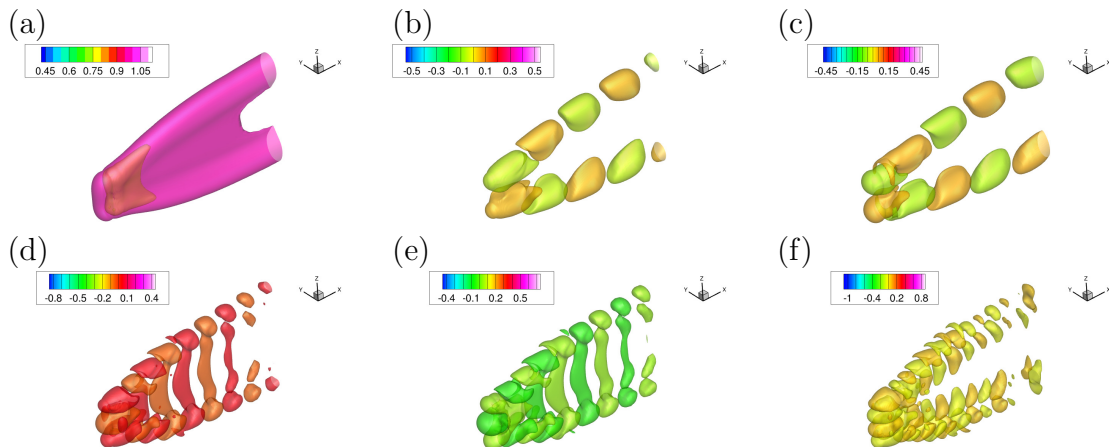 (a) (b) (c)
0.45 0.6 0.75 0.9 1.05
Z
Y X
-0.5 -0.3 -0.1 0.1 0.3 0.5
Z
Y X
-0.45 -0.15 0.15 0.45
Z
Y X
(d) (e) (f)
-0.8 -0.5 -0.2 0.1 0.4
Z
Y X
-0.4 -0.1 0.2 0.5
Z
Y X
-1 -0.4 0.2 0.8
Z
Y X